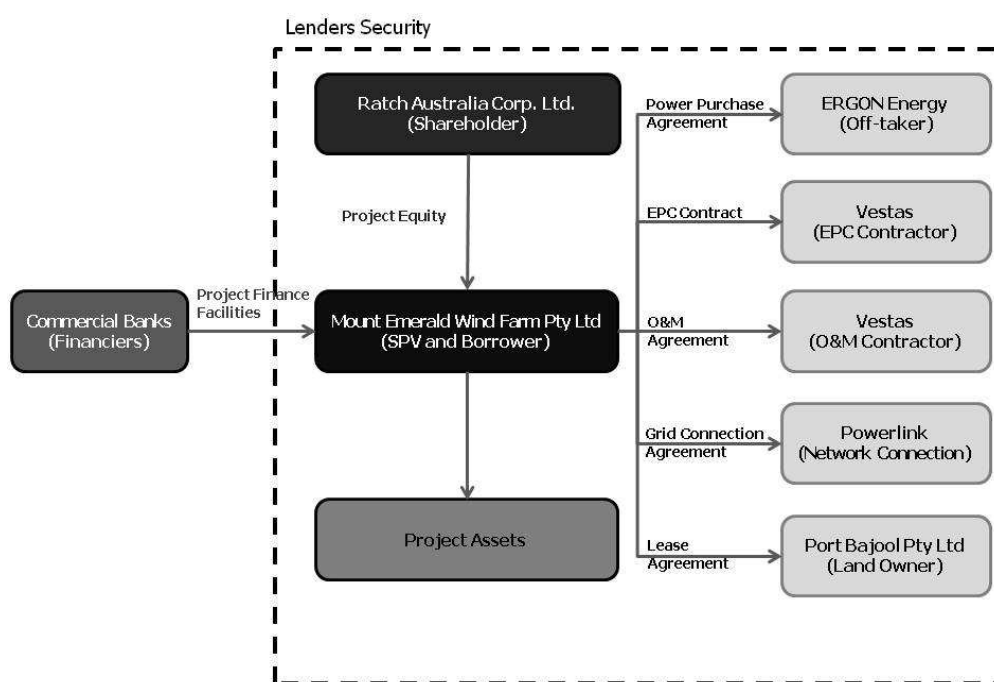 Lenders Security
Ratch Australia Corp. Ltd.
(Shareholder)
Power Purchase
Agreement
ERGON Energy
(Off-taker)
Project Equity
EPC Contract
Vestas
(EPC Contractor)
Commercial Banks
(Financiers)
Project Finance
Facilities
Mount Emerald Wind Farm Pty Ltd
(SPV and Borrower)
O&M
Agreement
Vestas
(O&M Contractor)
Grid Connection
Agreement
Powerlink
(Network Connection)
Project Assets
Lease
Agreement
Port Bajool Pty Ltd
(Land Owner)